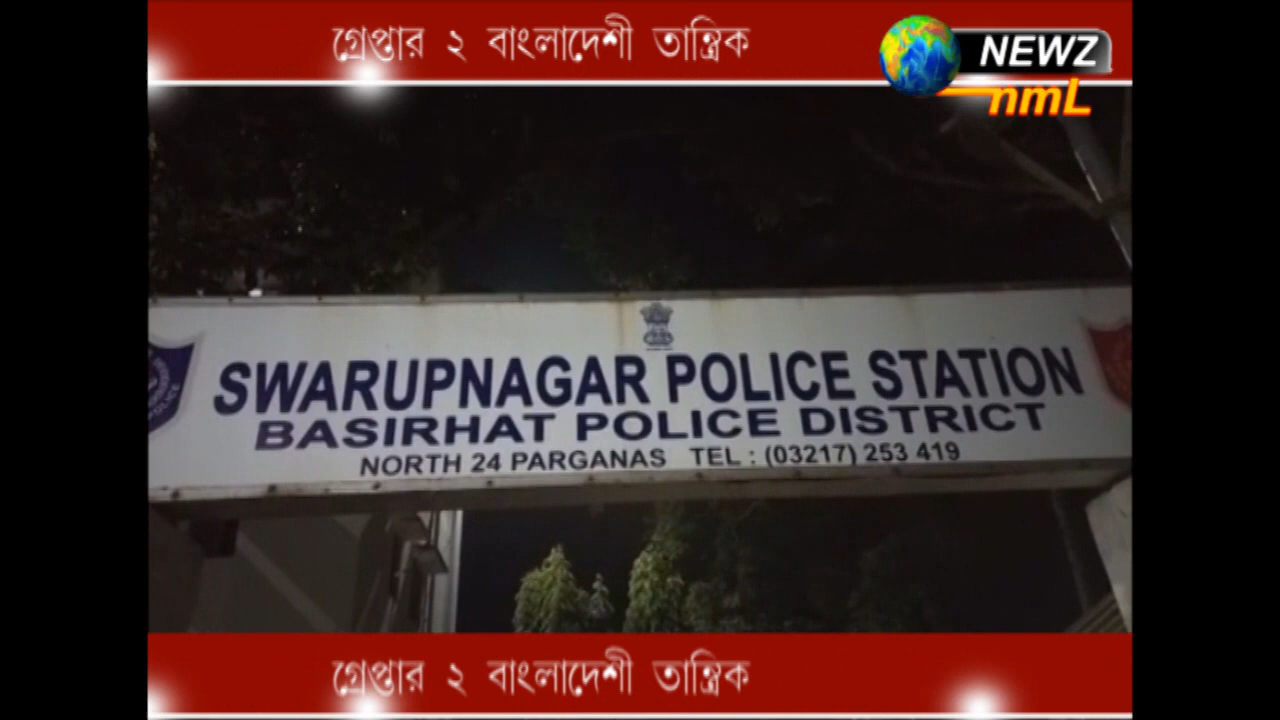 গ্রেপ্তার ২ বাংলাদেশী তান্ত্রিক
NEWZ
nmL
SWARUPNAGAR POLICE STATION
BASIRHAT POLICE DISTRICT
NORTH 24 PARGANAS TEL : (03217) 253 419
গ্রেপ্তার ২ বাংলাদেশী তান্ত্রিক